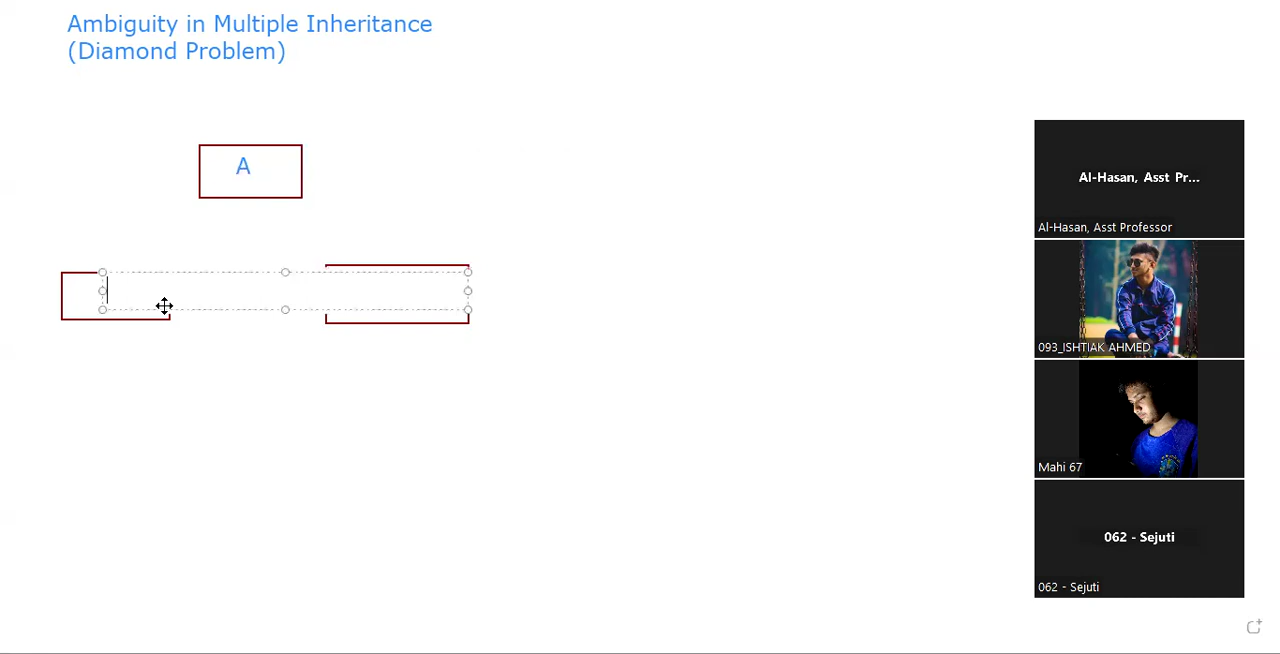 Ambiguity in Multiple Inheritance
(Diamond Problem)
A
Al-Hasan, Asst Pr...
Al-Hasan, Asst Professor
093_ISHTIAK AHMED
Mahi 67
062 - Sejuti
062 - Sejuti